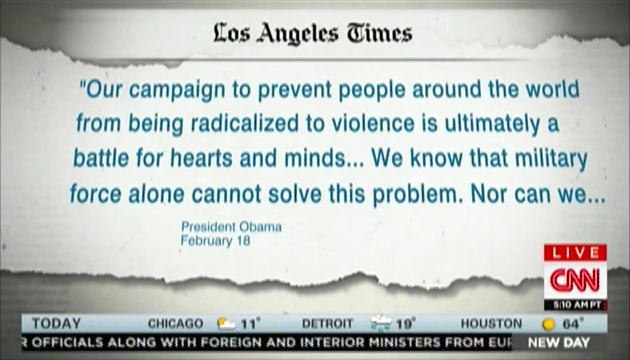 Los Angeles Times
"Our campaign to prevent people around the world
from being radicalized to violence is ultimately a
battle for hearts and minds... We know that military
force alone cannot solve this problem. Nor can we...
President Obama
February 18
LIVE
CNN
5:10 AM PT
TODAY CHICAGO 11° DETROIT 19° HOUSTON 64°
R OFFICIALS ALONG WITH FOREIGN AND INTERIOR MINISTERS FROM EUR NEW DAY